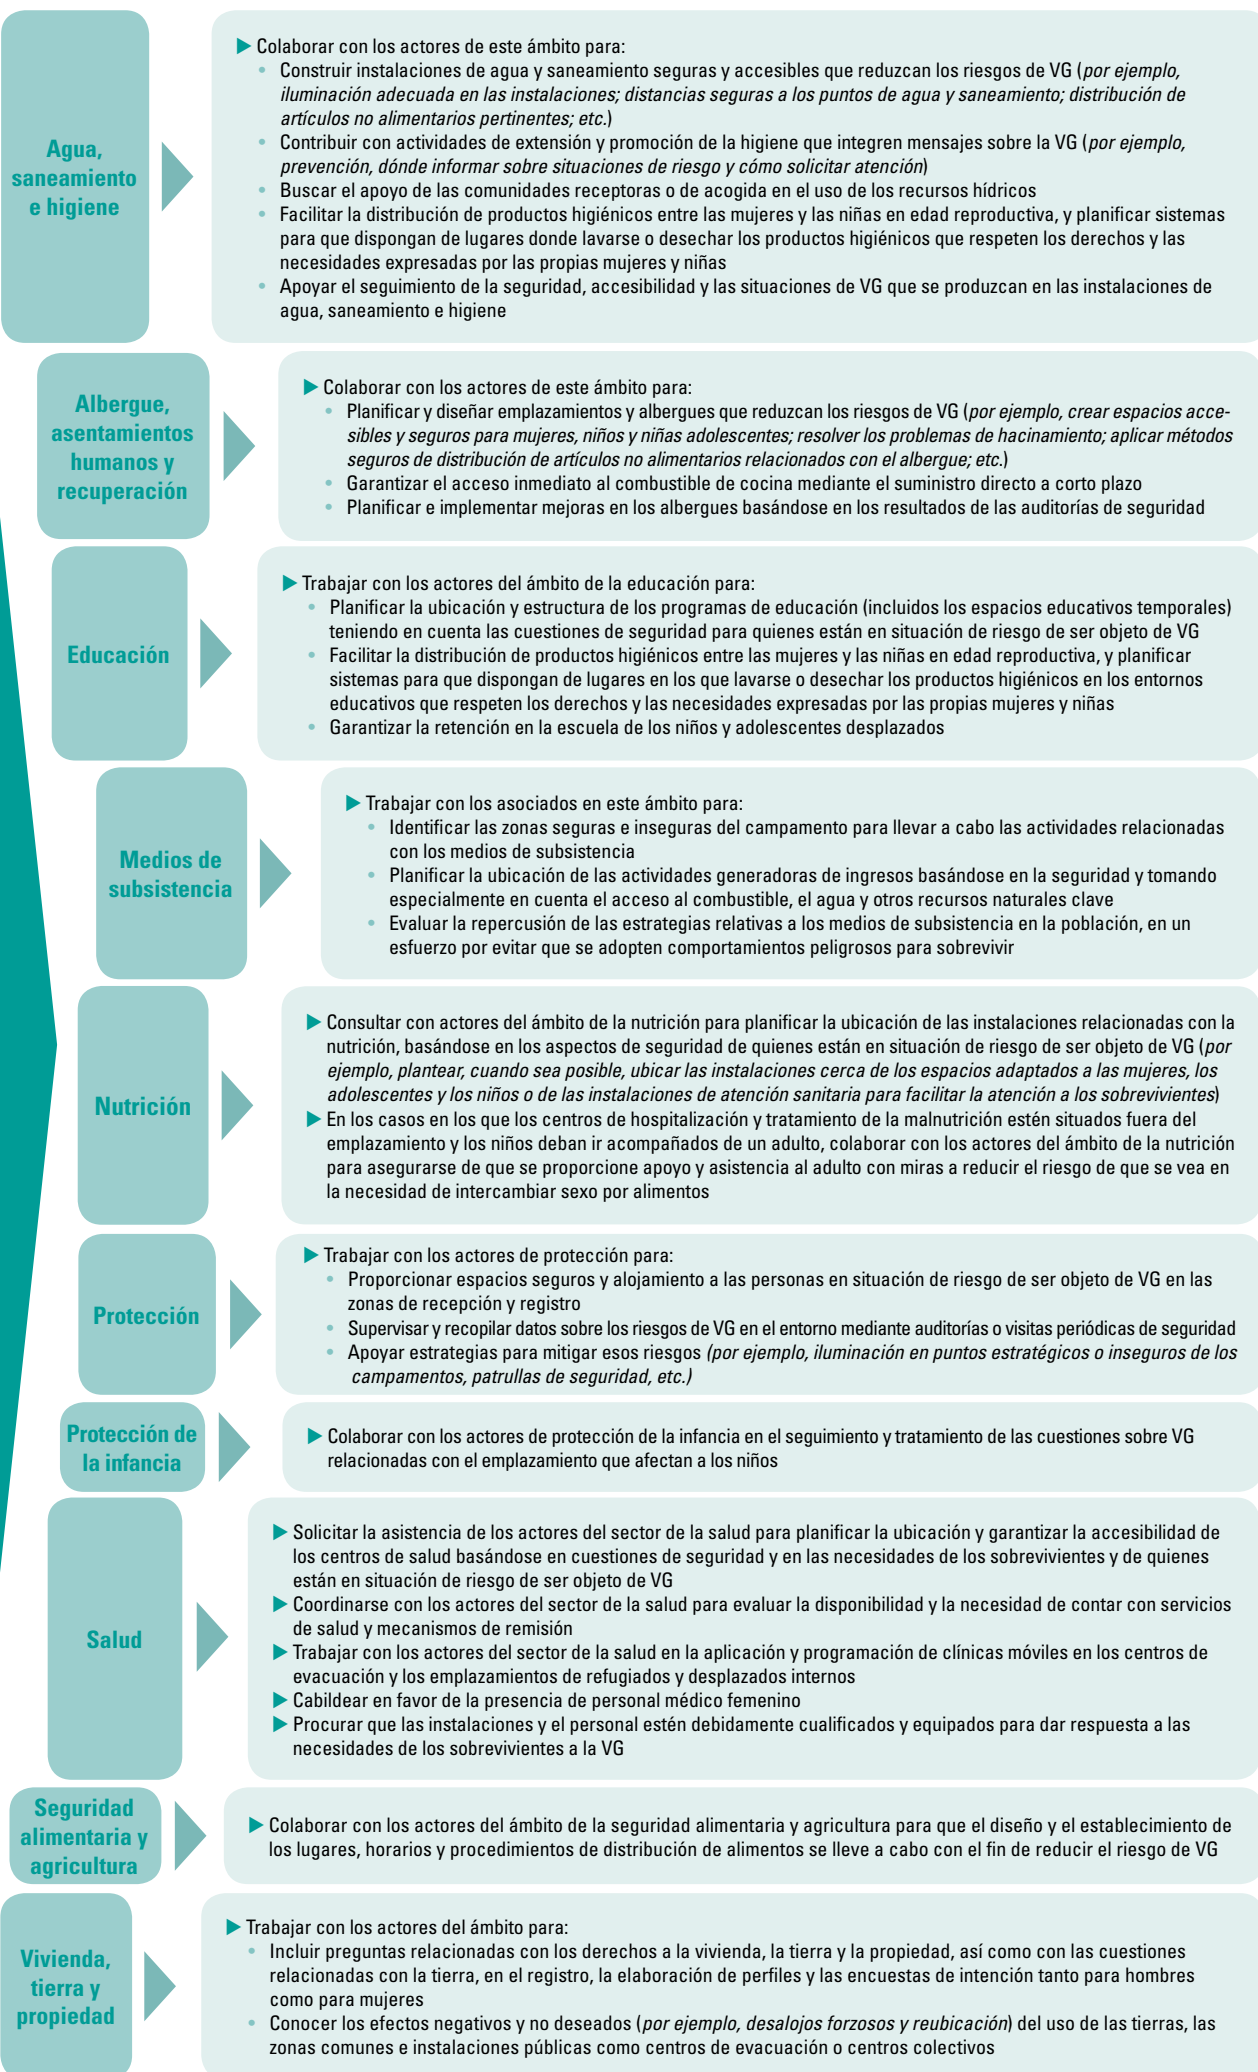 Agua,
saneamiento
e higiene
▶ Colaborar con los actores de este ámbito para:
• Construir instalaciones de agua y saneamiento seguras y accesibles que reduzcan los riesgos de VG (por ejemplo,
iluminación adecuada en las instalaciones; distancias seguras a los puntos de agua y saneamiento; distribución de
artículos no alimentarios pertinentes; etc.)
• Contribuir con actividades de extensión y promoción de la higiene que integren mensajes sobre la VG (por ejemplo,
prevención, dónde informar sobre situaciones de riesgo y cómo solicitar atención)
• Buscar el apoyo de las comunidades receptoras o de acogida en el uso de los recursos hídricos
• Facilitar la distribución de productos higiénicos entre las mujeres y las niñas en edad reproductiva, y planificar sistemas
para que dispongan de lugares donde lavarse o desechar los productos higiénicos que respeten los derechos y las
necesidades expresadas por las propias mujeres y niñas
• Apoyar el seguimiento de la seguridad, accesibilidad y las situaciones de VG que se produzcan en las instalaciones de
agua, saneamiento e higiene
Albergue,
asentamientos
humanos y
recuperación
▶ Colaborar con los actores de este ámbito para:
• Planificar y diseñar emplazamientos y albergues que reduzcan los riesgos de VG (por ejemplo, crear espacios acce-
sibles y seguros para mujeres, niños y niñas adolescentes; resolver los problemas de hacinamiento; aplicar métodos
seguros de distribución de artículos no alimentarios relacionados con el albergue; etc.)
• Garantizar el acceso inmediato al combustible de cocina mediante el suministro directo a corto plazo
• Planificar e implementar mejoras en los albergues basándose en los resultados de las auditorías de seguridad
Educación
▶ Trabajar con los actores del ámbito de la educación para:
• Planificar la ubicación y estructura de los programas de educación (incluidos los espacios educativos temporales)
teniendo en cuenta las cuestiones de seguridad para quienes están en situación de riesgo de ser objeto de VG
• Facilitar la distribución de productos higiénicos entre las mujeres y las niñas en edad reproductiva, y planificar
sistemas para que dispongan de lugares en los que lavarse o desechar los productos higiénicos en los entornos
educativos que respeten los derechos y las necesidades expresadas por las propias mujeres y niñas
• Garantizar la retención en la escuela de los niños y adolescentes desplazados
Medios de
subsistencia
▶ Trabajar con los asociados en este ámbito para:
• Identificar las zonas seguras e inseguras del campamento para llevar a cabo las actividades relacionadas
con los medios de subsistencia
• Planificar la ubicación de las actividades generadoras de ingresos basándose en la seguridad y tomando
especialmente en cuenta el acceso al combustible, el agua y otros recursos naturales clave
• Evaluar la repercusión de las estrategias relativas a los medios de subsistencia en la población, en un
esfuerzo por evitar que se adopten comportamientos peligrosos para sobrevivir
Nutrición
▶ Consultar con actores del ámbito de la nutrición para planificar la ubicación de las instalaciones relacionadas con la
nutrición, basándose en los aspectos de seguridad de quienes están en situación de riesgo de ser objeto de VG (por
ejemplo, plantear, cuando sea posible, ubicar las instalaciones cerca de los espacios adaptados a las mujeres, los
adolescentes y los niños o de las instalaciones de atención sanitaria para facilitar la atención a los sobrevivientes)
▶ En los casos en los que los centros de hospitalización y tratamiento de la malnutrición estén situados fuera del
emplazamiento y los niños deban ir acompañados de un adulto, colaborar con los actores del ámbito de la nutrición
para asegurarse de que se proporcione apoyo y asistencia al adulto con miras a reducir el riesgo de que se vea en
la necesidad de intercambiar sexo por alimentos
Protección
▶ Trabajar con los actores de protección para:
• Proporcionar espacios seguros y alojamiento a las personas en situación de riesgo de ser objeto de VG en las
zonas de recepción y registro
• Supervisar y recopilar datos sobre los riesgos de VG en el entorno mediante auditorías o visitas periódicas de seguridad
• Apoyar estrategias para mitigar esos riesgos (por ejemplo, iluminación en puntos estratégicos o inseguros de los
campamentos, patrullas de seguridad, etc.)
Protección de
la infancia
▶ Colaborar con los actores de protección de la infancia en el seguimiento y tratamiento de las cuestiones sobre VG
relacionadas con el emplazamiento que afectan a los niños
Salud
▶ Solicitar la asistencia de los actores del sector de la salud para planificar la ubicación y garantizar la accesibilidad de
los centros de salud basándose en cuestiones de seguridad y en las necesidades de los sobrevivientes y de quienes
están en situación de riesgo de ser objeto de VG
▶ Coordinarse con los actores del sector de la salud para evaluar la disponibilidad y la necesidad de contar con servicios
de salud y mecanismos de remisión
▶ Trabajar con los actores del sector de la salud en la aplicación y programación de clínicas móviles en los centros de
evacuación y los emplazamientos de refugiados y desplazados internos
▶ Cabildear en favor de la presencia de personal médico femenino
▶ Procurar que las instalaciones y el personal estén debidamente cualificados y equipados para dar respuesta a las
necesidades de los sobrevivientes a la VG
Seguridad
alimentaria y
agricultura
▶ Colaborar con los actores del ámbito de la seguridad alimentaria y agricultura para que el diseño y el establecimiento de
los lugares, horarios y procedimientos de distribución de alimentos se lleve a cabo con el fin de reducir el riesgo de VG
Vivienda,
tierra y
propiedad
▶ Trabajar con los actores del ámbito para:
• Incluir preguntas relacionadas con los derechos a la vivienda, la tierra y la propiedad, así como con las cuestiones
relacionadas con la tierra, en el registro, la elaboración de perfiles y las encuestas de intención tanto para hombres
como para mujeres
• Conocer los efectos negativos y no deseados (por ejemplo, desalojos forzosos y reubicación) del uso de las tierras, las
zonas comunes e instalaciones públicas como centros de evacuación o centros colectivos